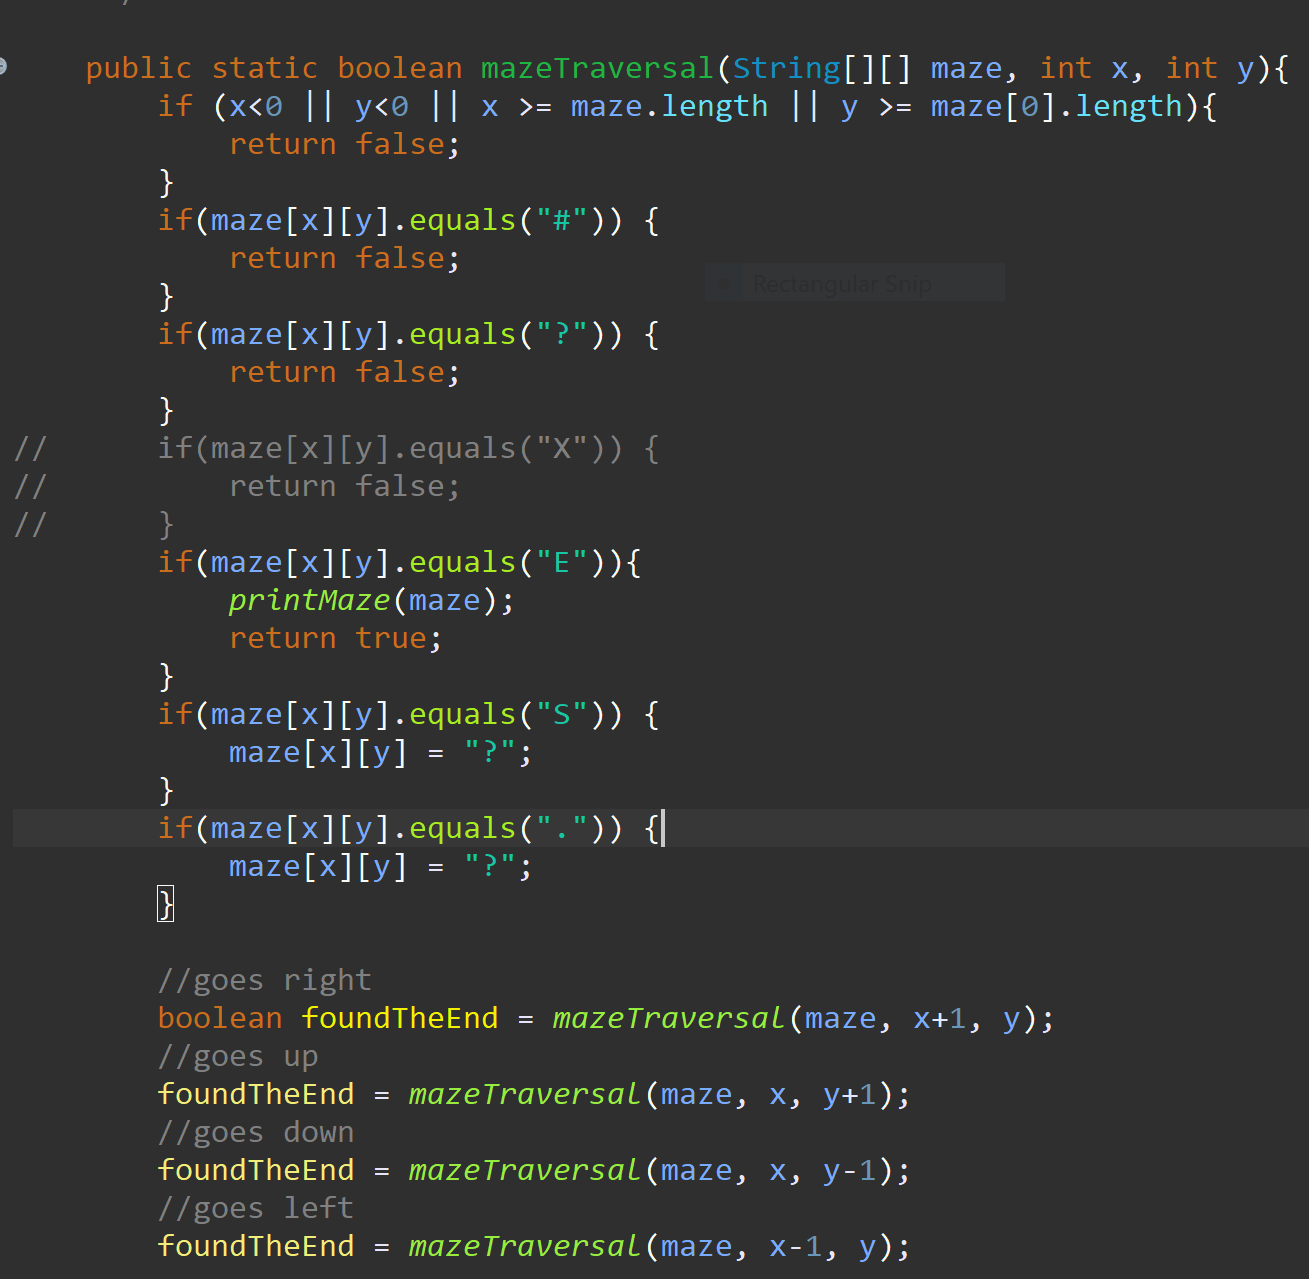 public static boolean mazeTraversal(String[][] maze, int x, int y){
if (x<0 || y<0 || x >= maze.length || y >= maze[0].length){
return false;
}
if(maze[x][y].equals("#")) {
return false;
Rectangular Snip
}
if(maze[x][y].equals("?")) {
return false;
}
// if(maze[x][y].equals("X")) {
// return false;
// }
if(maze[x][y].equals("E")){
printMaze(maze);
return true;
}
if(maze[x][y].equals("S")) {
maze[x][y] = "?";
}
if(maze[x][y].equals(".")) {
maze[x][y] = "?";
}
//goes right
boolean foundTheEnd = mazeTraversal(maze, x+1, y);
//goes up
foundTheEnd = mazeTraversal(maze, x, y+1);
//goes down
foundTheEnd = mazeTraversal(maze, x, y-1);
//goes left
foundTheEnd = mazeTraversal(maze, x-1, y);